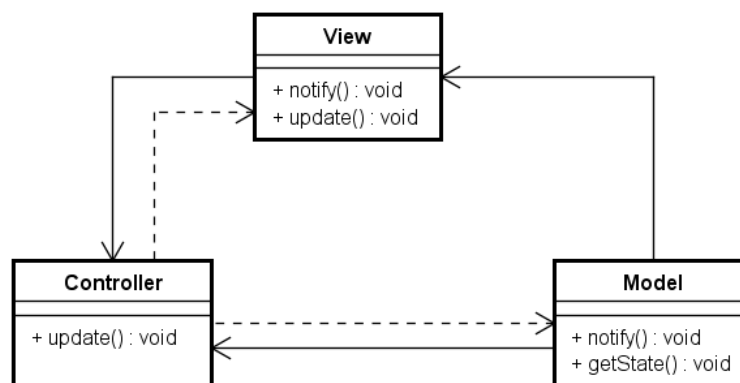 View
+ notify() : void
+ update() : void
Controller
+ update() : void
Model
+ notify() : void
+ getState() : void